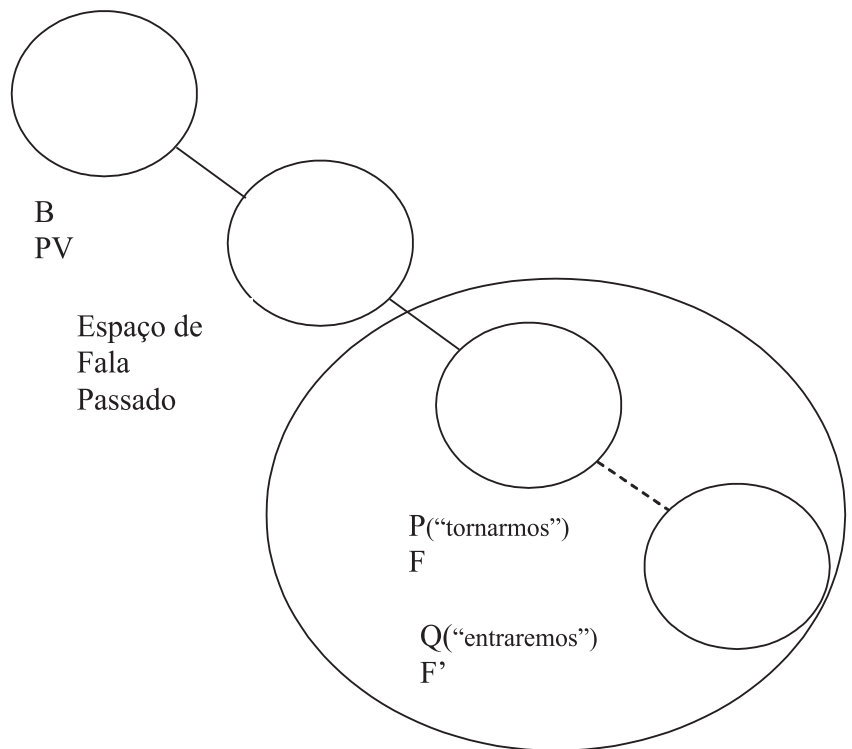 B
PV
Espaço de
Fala
Passado
P(“tornarmos”)
F
Q(“entraremos”)
F’